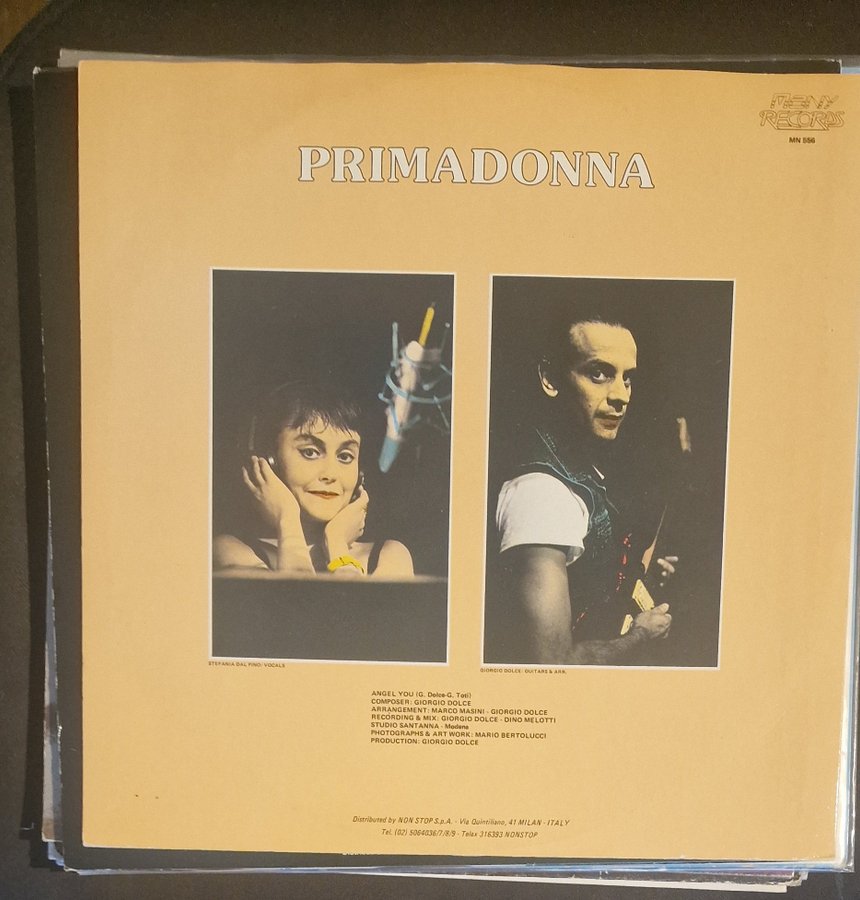 MANY
RECORDS
MN 556
PRIMADONNA
STEFANIA DAL PINO: VOCALS
GIORGIO DOLCE: GUITARS & ARR.
ANGEL YOU (G. Dolce-G. Toti)
COMPOSER: GIORGIO DOLCE
ARRANGEMENT: MARCO MASINI - GIORGIO DOLCE
RECORDING & MIX: GIORGIO DOLCE - DINO MELOTTI
STUDIO SANTANNA - Modena
PHOTOGRAPHS & ART WORK: MARIO BERTOLUCCI
PRODUCTION: GIORGIO DOLCE
Distributed by NON STOP S.p.A. - Via Quintiliano, 41 MILAN - ITALY
Tel. (02) 5064036/7/8/9 - Telex 316393 NONSTOP